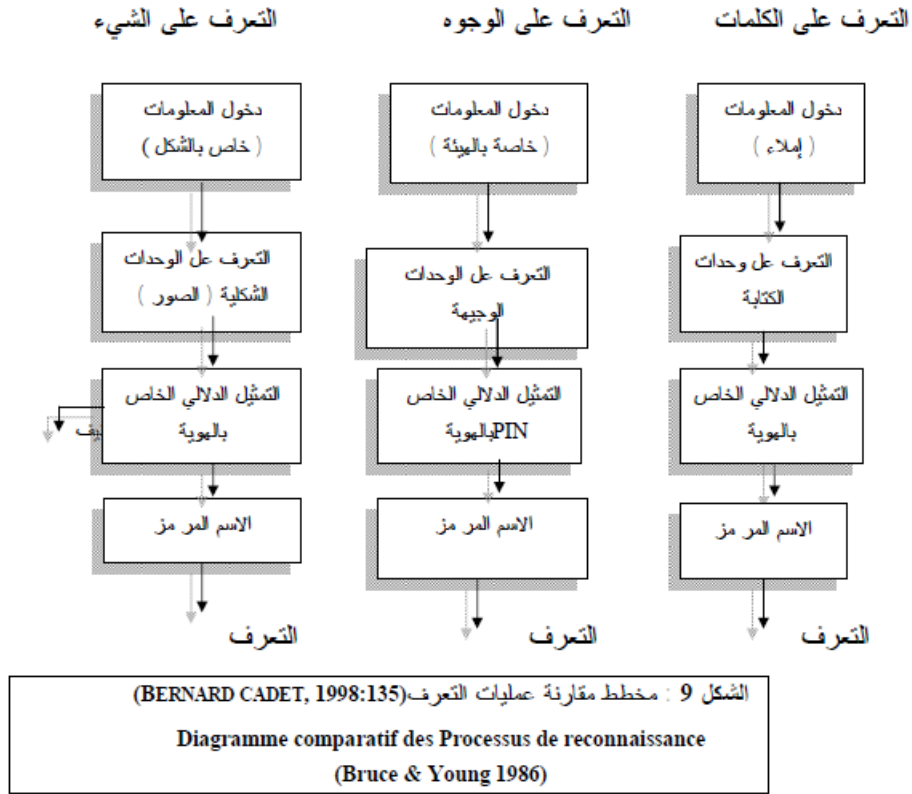 التعرف على الكلمات
التعرف على الوجوه
التعرف على الشيء
دخول المعلومات
( إملاء )
دخول المعلومات
( خاصة بالهيئة )
دخول المعلومات
( خاص بالشكل )
التعرف عل وحدات
الكتابة
التعرف عل الوحدات
الوجيهة
التعرف عل الوحدات
الشكلية ( الصور )
التمثيل الدلالي الخاص
بالهوية
التمثيل الدلالي الخاص
بالهويةPIN
التمثيل الدلالي الخاص
بالهوية
الاسم المر مز
الاسم المر مز
الاسم المر مز
التعرف
التعرف
التعرف
الشكل 9 : مخطط مقارنة عمليات التعرف(BERNARD CADET, 1998:135)
Diagramme comparatif des Processus de reconnaissance
(Bruce & Young 1986)